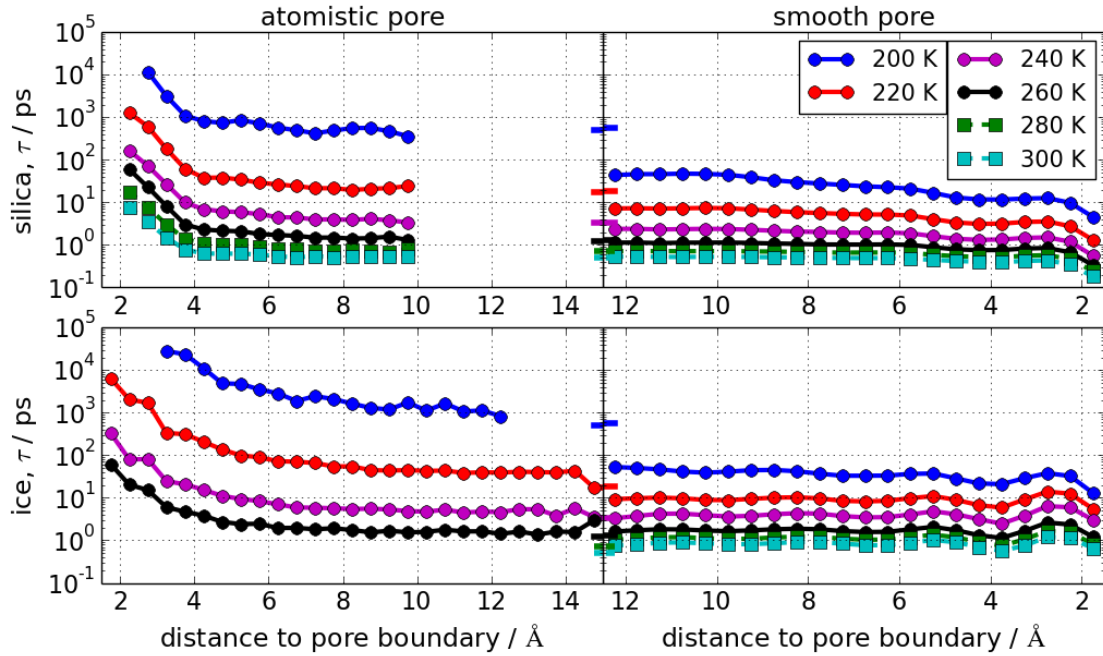 atomistic pore
smooth pore
silica, τ / ps
10^5
10^4
10^3
10^2
10^1
10^0
10^-1
200 K
220 K
240 K
260 K
280 K
300 K
2 4 6 8 10 12 14
12 10 8 6 4 2
ice, τ / ps
10^5
10^4
10^3
10^2
10^1
10^0
10^-1
2 4 6 8 10 12 14
12 10 8 6 4 2
distance to pore boundary / Å
distance to pore boundary / Å